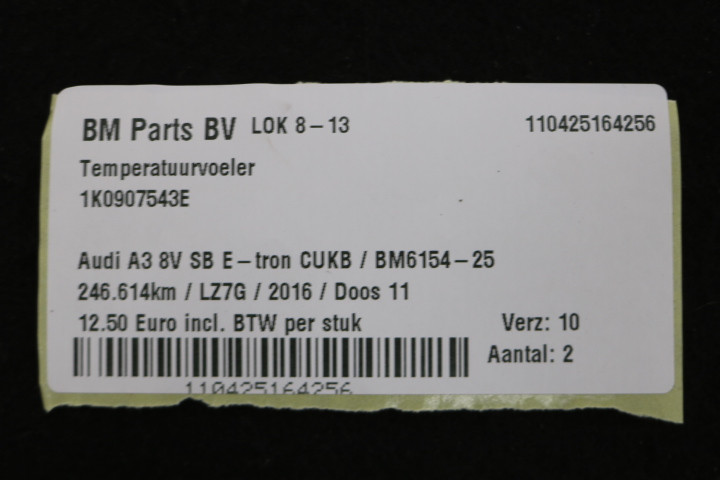 BM Parts BV LOK 8-13 110425164256
Temperatuurvoeler
1K0907543E
Audi A3 8V SB E-tron CUKB / BM6154-25
246.614km / LZ7G / 2016 / Doos 11
12.50 Euro incl. BTW per stuk Verz: 10
Aantal: 2
110425164256